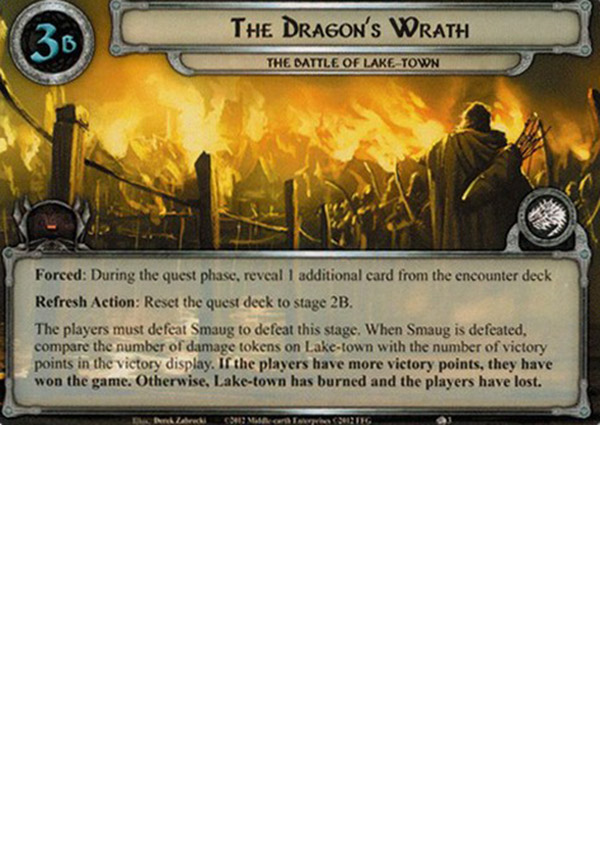 3B
THE DRAGON'S WRATH
THE BATTLE OF LAKE-TOWN
-
Forced: During the quest phase, reveal 1 additional card from the encounter deck
Refresh Action: Reset the quest deck to stage 2B.
The players must defeat Smaug to defeat this stage. When Smaug is defeated,
compare the number of damage tokens on Lake-town with the number of victory
points in the victory display. If the players have more victory points, they have
won the game. Otherwise, Lake-town has burned and the players have lost.
Illus. Derek Zabrocki ©2012 Middle-earth Enterprises ©2012 FFG 3